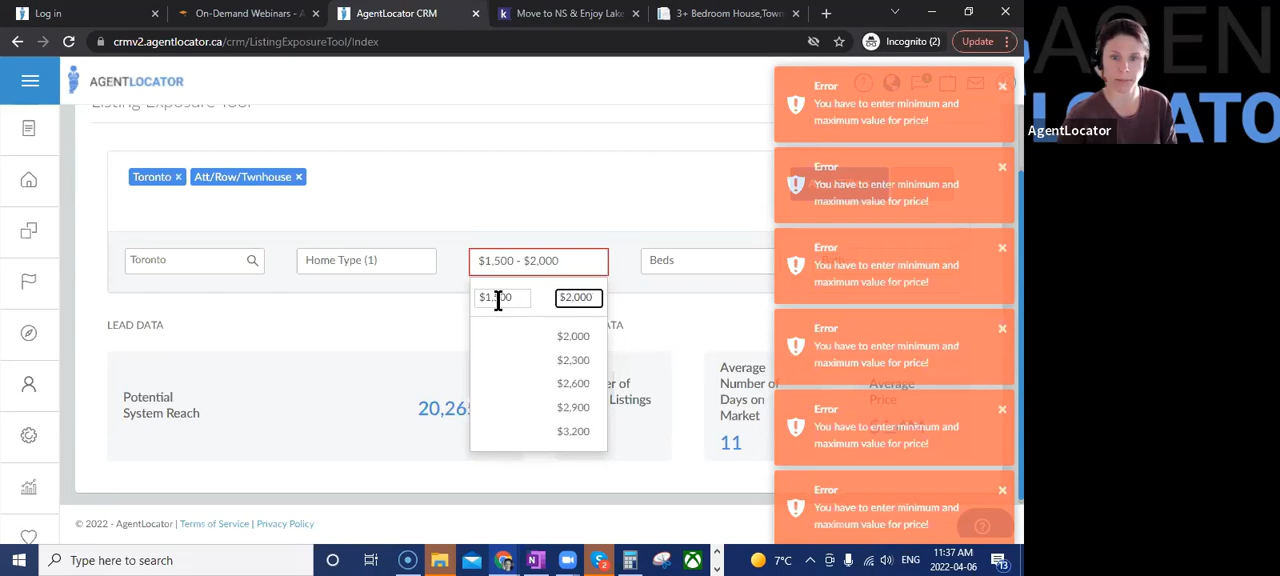 Log in
On-Demand Webinars - A
AgentLocator CRM
Move to NS & Enjoy Lake
3+ Bedroom House,Town
crmv2.agentlocator.ca/crm/ListingExposureTool/Index
Incognito (2)
Update
AGENTLOCATOR
Listing Exposure Tool
Toronto
Att/Row/Twnhouse
Toronto
Home Type (1)
$1,500 - $2,000
Beds
$1,500
$2,000
$2,000
$2,300
$2,600
$2,900
$3,200
LEAD DATA
Potential
System Reach
20,265
Listings
Average
Number of
Days on
Market
11
Average
Price
Error
You have to enter minimum and
maximum value for price!
Error
You have to enter minimum and
maximum value for price!
Error
You have to enter minimum and
maximum value for price!
Error
You have to enter minimum and
maximum value for price!
Error
You have to enter minimum and
maximum value for price!
Error
You have to enter minimum and
maximum value for price!
© 2022 - AgentLocator | Terms of Service | Privacy Policy
Type here to search
7°C
ENG
11:37 AM
2022-04-06
13
AgentLocator